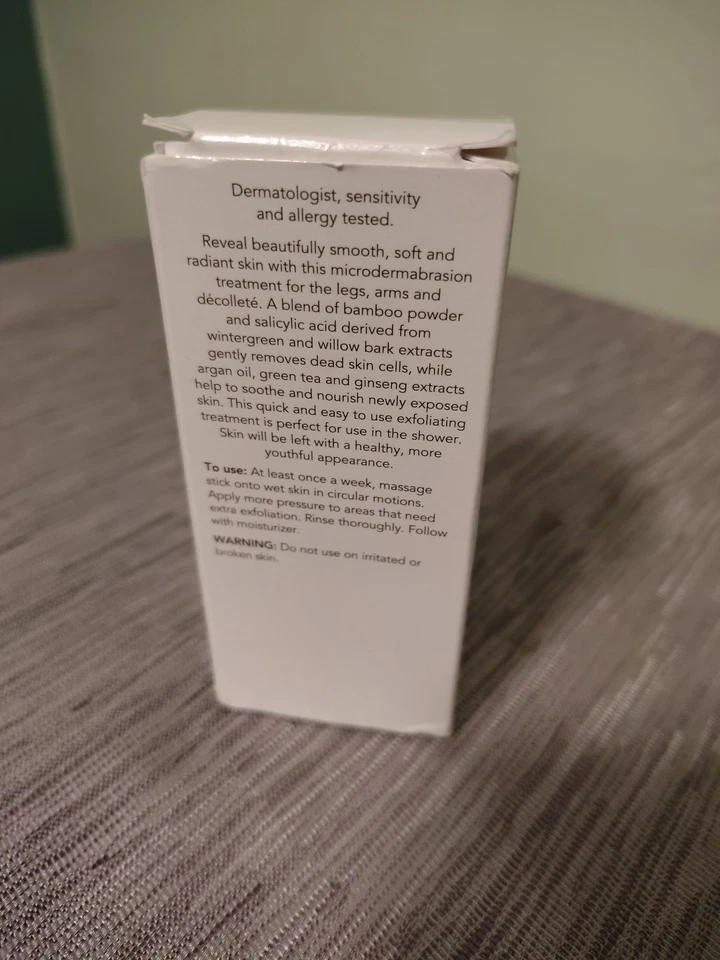 Dermatologist, sensitivity
and allergy tested.
Reveal beautifully smooth, soft and
radiant skin with this microdermabrasion
treatment for the legs, arms and
décolleté. A blend of bamboo powder
and salicylic acid derived from
wintergreen and willow bark extracts
gently removes dead skin cells, while
argan oil, green tea and ginseng extracts
help to soothe and nourish newly exposed
skin. This quick and easy to use exfoliating
treatment is perfect for use in the shower.
Skin will be left with a healthy, more
youthful appearance.
To use: At least once a week, massage
stick onto wet skin in circular motions.
Apply more pressure to areas that need
extra exfoliation. Rinse thoroughly. Follow
with moisturizer.
WARNING: Do not use on irritated or
broken skin.